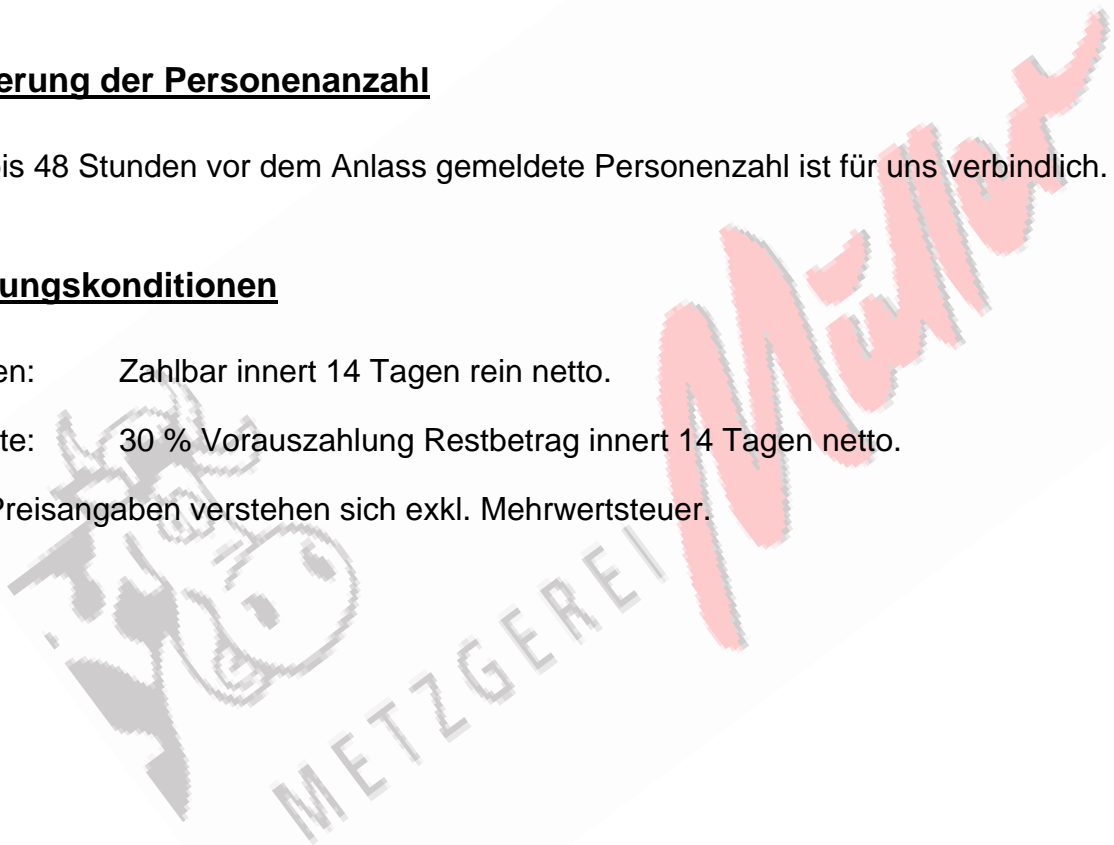 erung der Personenanzahl
is 48 Stunden vor dem Anlass gemeldete Personenzahl ist für uns verbindlich.
ungskonditionen
en: Zahlbar innert 14 Tagen rein netto.
te: 30 % Vorauszahlung Restbetrag innert 14 Tagen netto.
Preisangaben verstehen sich exkl. Mehrwertsteuer.
METZGEREI Müller